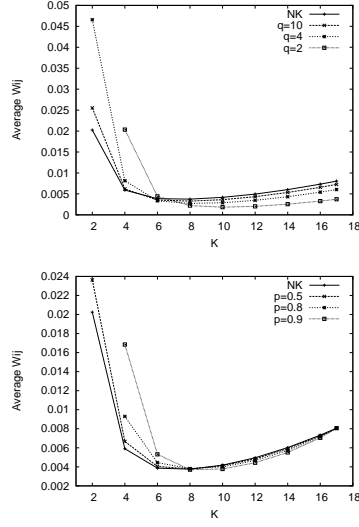 0.05
0.045
0.04
0.035
0.03
0.025
0.02
0.015
0.01
0.005
0
Average Wij
NK
q=10
q=4
q=2
2 4 6 8 10 12 14 16 18
K
0.024
0.022
0.020
0.018
0.016
0.014
0.012
0.010
0.008
0.006
0.004
0.002
Average Wij
NK
p=0.5
p=0.8
p=0.9
2 4 6 8 10 12 14 16 18
K